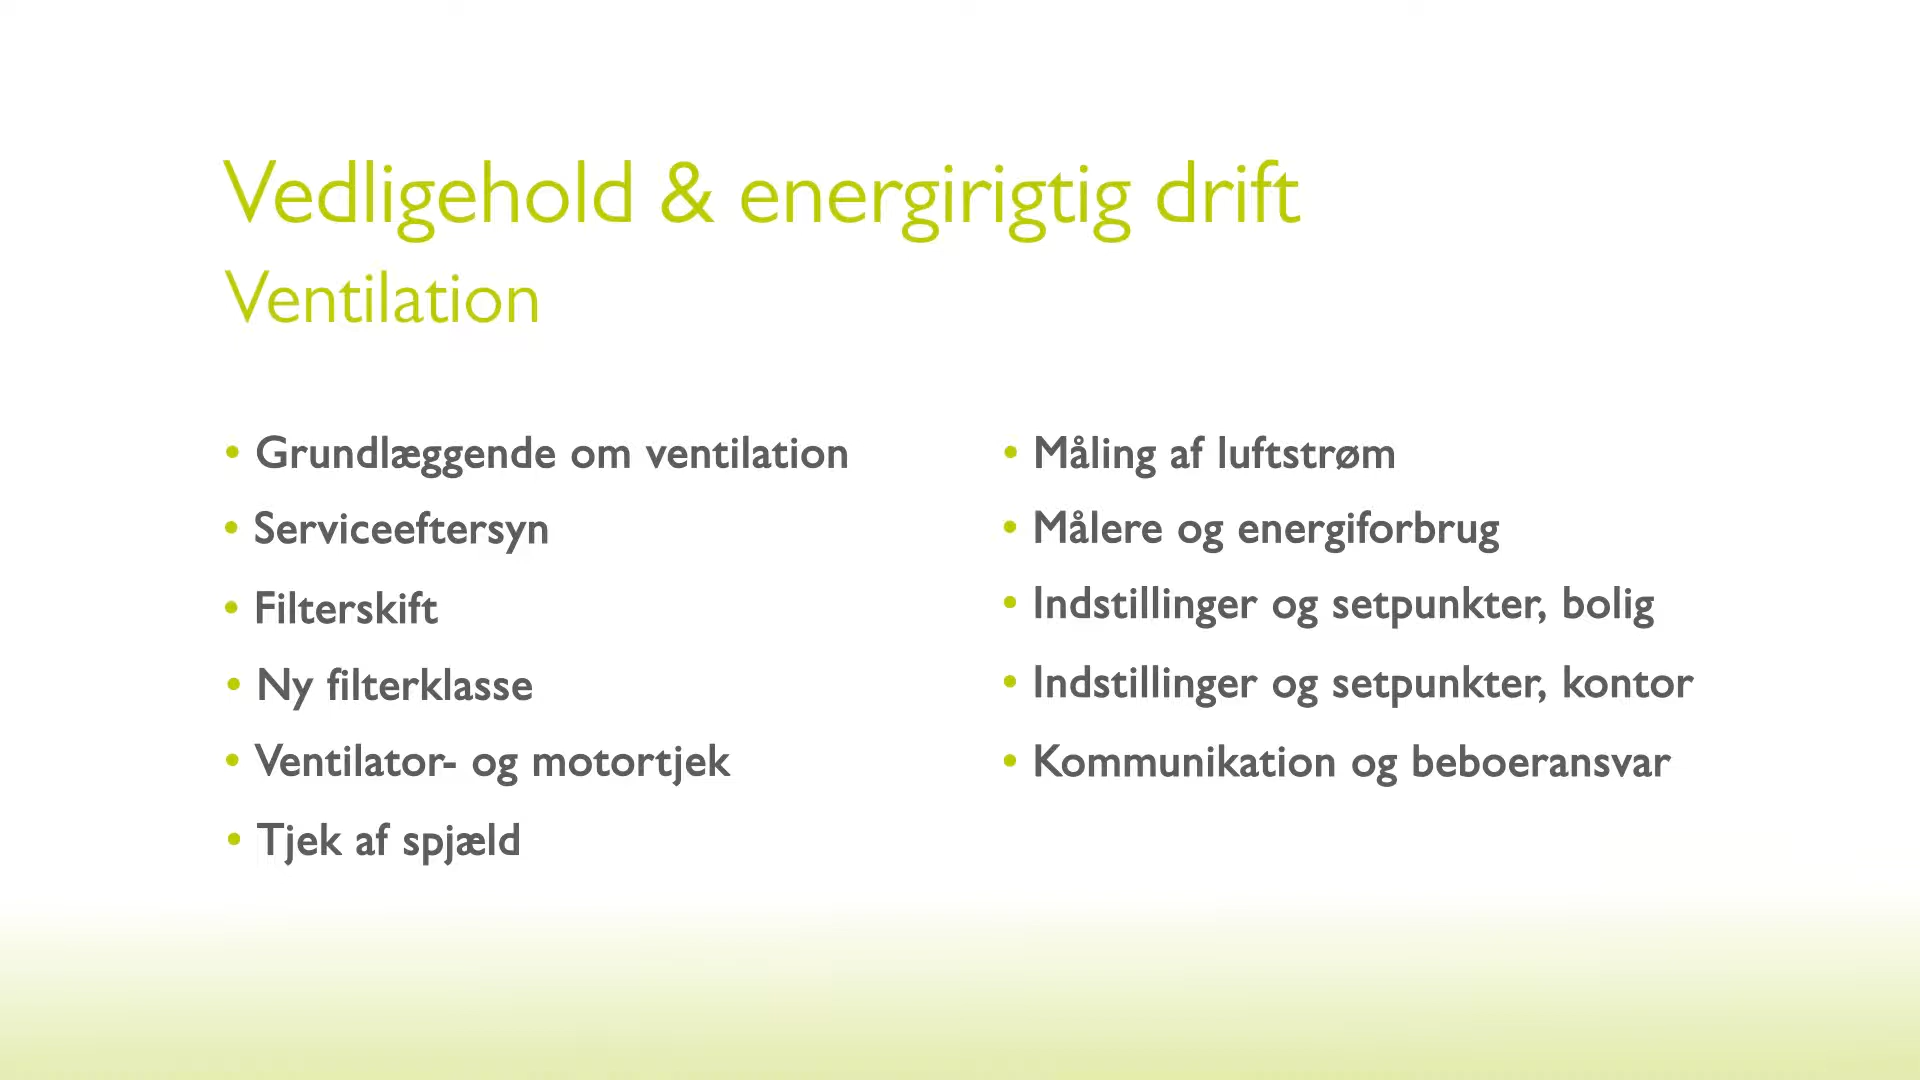 Vedligehold & energirigtig drift
Ventilation
• Grundlæggende om ventilation
• Serviceeftersyn
• Filterskift
• Ny filterklasse
• Ventilator- og motortjek
• Tjek af spjæld
• Måling af luftstrøm
• Målere og energiforbrug
• Indstillinger og setpunkter, bolig
• Indstillinger og setpunkter, kontor
• Kommunikation og beboeransvar